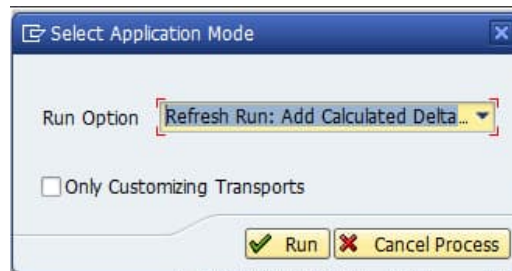 Select Application Mode
Run Option Refresh Run: Add Calculated Delta...
Only Customizing Transports
Run Cancel Process